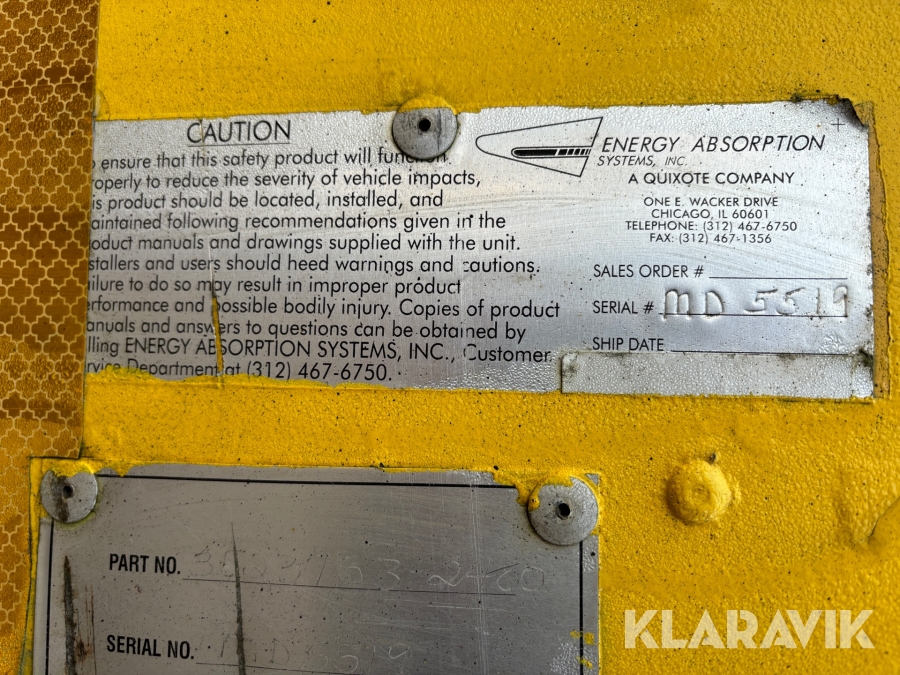 CAUTION
ensure that this safety product will function
roperly to reduce the severity of vehicle impacts,
is product should be located, installed, and
aintained following recommendations given in the
oduct manuals and drawings supplied with the unit.
stallers and users should heed warnings and cautions.
ilure to do so may result in improper product
erformance and possible bodily injury. Copies of product
anuals and answers to questions can be obtained by
lling ENERGY ABSORPTION SYSTEMS, INC., Customer
rvice Department at (312) 467-6750.
ENERGY ABSORPTION
SYSTEMS, INC.
A QUIXOTE COMPANY
ONE E. WACKER DRIVE
CHICAGO, IL 60601
TELEPHONE: (312) 467-6750
FAX: (312) 467-1356
SALES ORDER #
SERIAL # MD 5519
SHIP DATE
PART NO.
SERIAL NO.
KLARAVIK